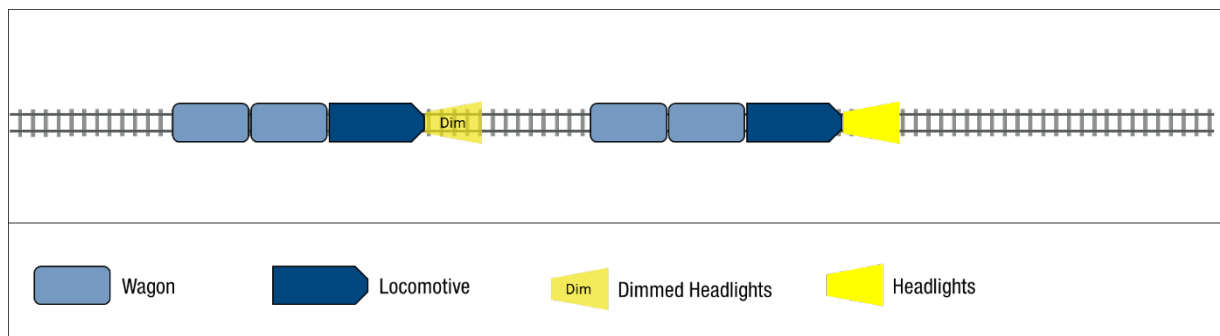 Dim
Wagon
Locomotive
Dim
Dimmed Headlights
Headlights